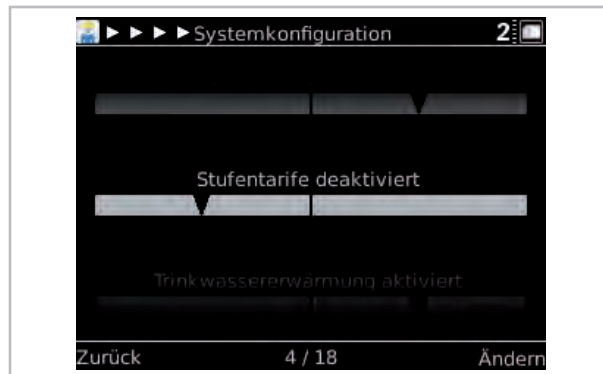 Systemkonfiguration 2
Stufentarife deaktiviert
Trinkwassererwärmung aktiviert
Zurück 4 / 18 Ändern